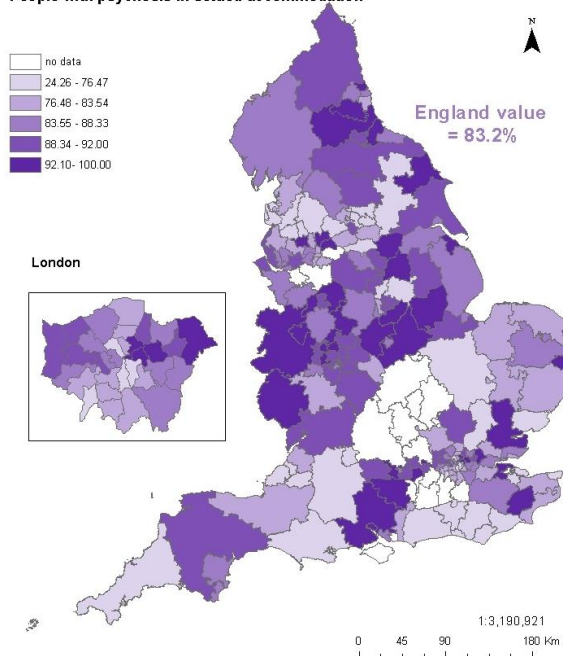 People with psychosis in settled accommodation
N
no data
24.26 - 76.47
76.48 - 83.54
83.55 - 88.33
88.34 - 92.00
92.10- 100.00
England value
= 83.2%
London
1:3,190,921
0 45 90 180 Km